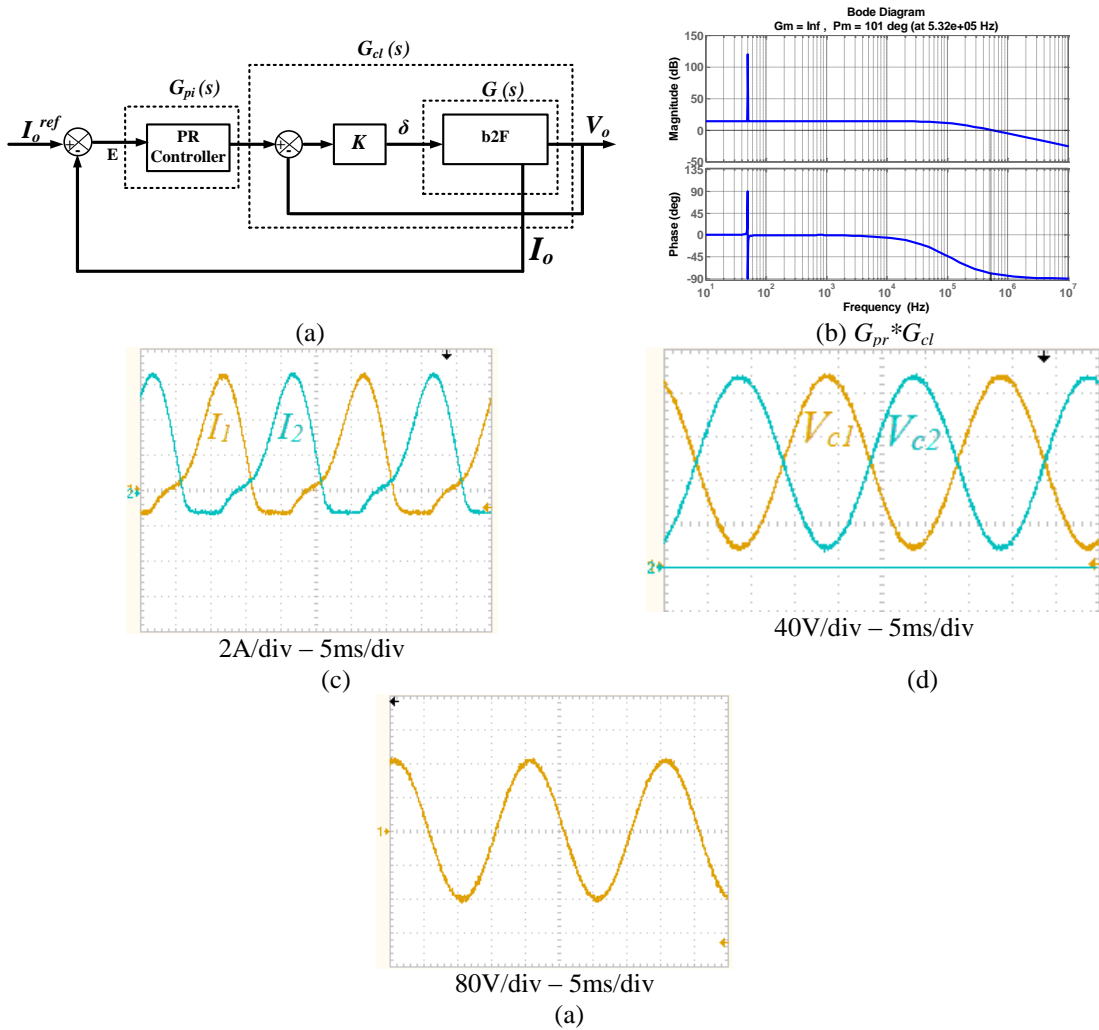 G_cl(s)
G_pi(s)
G(s)
I_o^ref
+
-
E
PR
Controller
+
-
K
δ
b2F
V_o
I_o
(a)
Bode Diagram
Gm = Inf , Pm = 101 deg (at 5.32e+05 Hz)
Magnitude (dB)
150
100
50
0
-50
Phase (deg)
135
90
45
0
-45
-90
10^1 10^2 10^3 10^4 10^5 10^6 10^7
Frequency (Hz)
(b) G_pr*G_cl
I_1 I_2
2
2A/div – 5ms/div
(c)
V_c1 V_c2
2
40V/div – 5ms/div
(d)
1
80V/div – 5ms/div
(a)